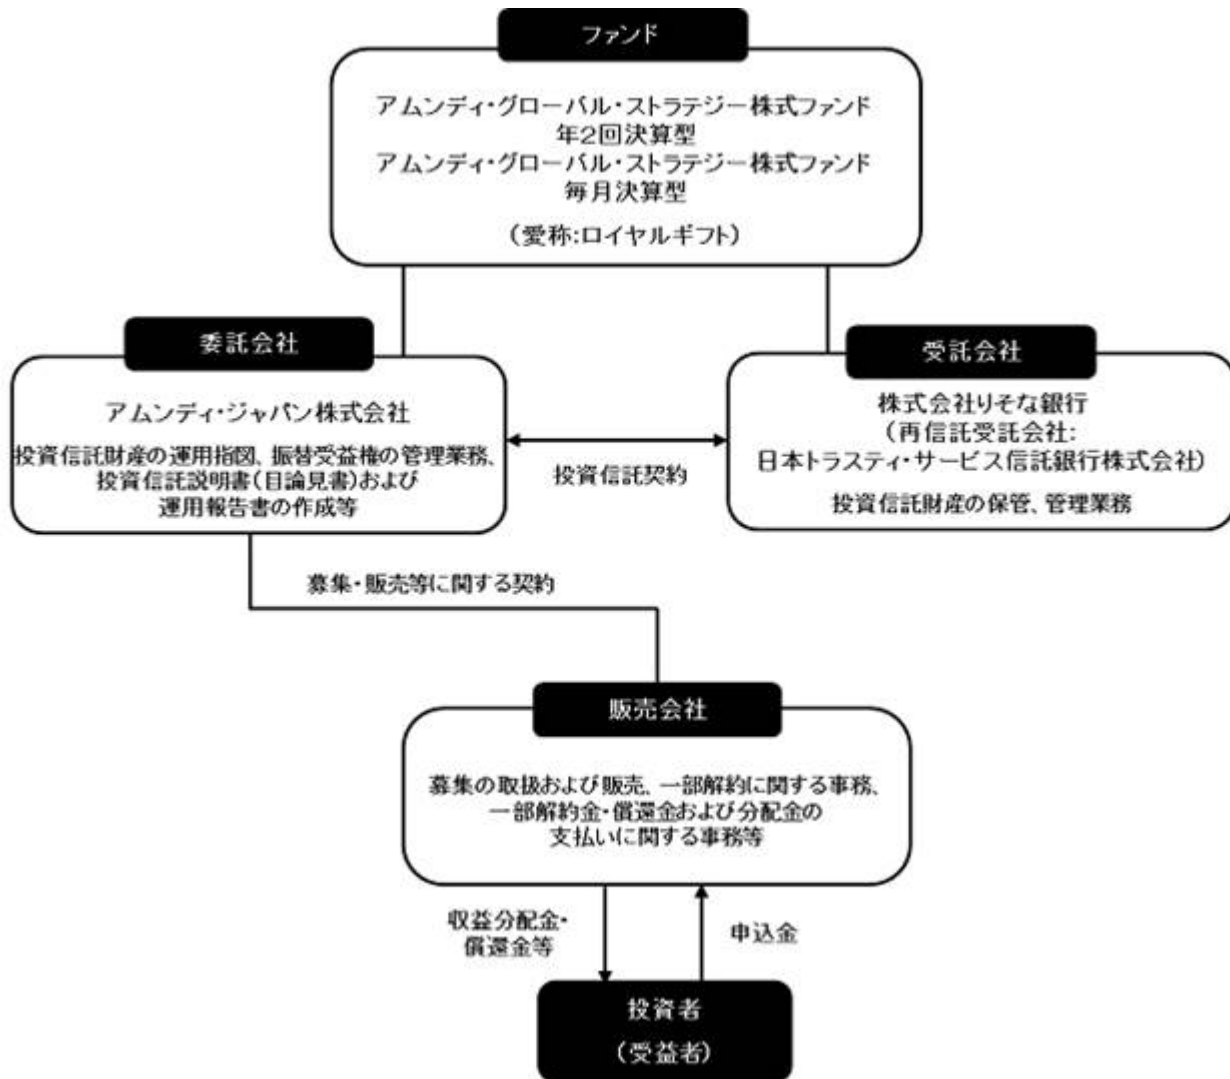 ファンド
アムンディ・グローバル・ストラテジー株式ファンド
年2回決算型
アムンディ・グローバル・ストラテジー株式ファンド
毎月決算型
（愛称:ロイヤルギフト）
委託会社
アムンディ・ジャパン株式会社
投資信託財産の運用指図、振替受益権の管理業務、
投資信託説明書（目論見書）および
運用報告書の作成等
投資信託契約
受託会社
株式会社りそな銀行
（再信託受託会社:
日本トラスティ・サービス信託銀行株式会社）
投資信託財産の保管、管理業務
募集・販売等に関する契約
販売会社
募集の取扱および販売、一部解約に関する事務、
一部解約金・償還金および分配金の
支払いに関する事務等
収益分配金・
償還金等
申込金
投資者
（受益者）